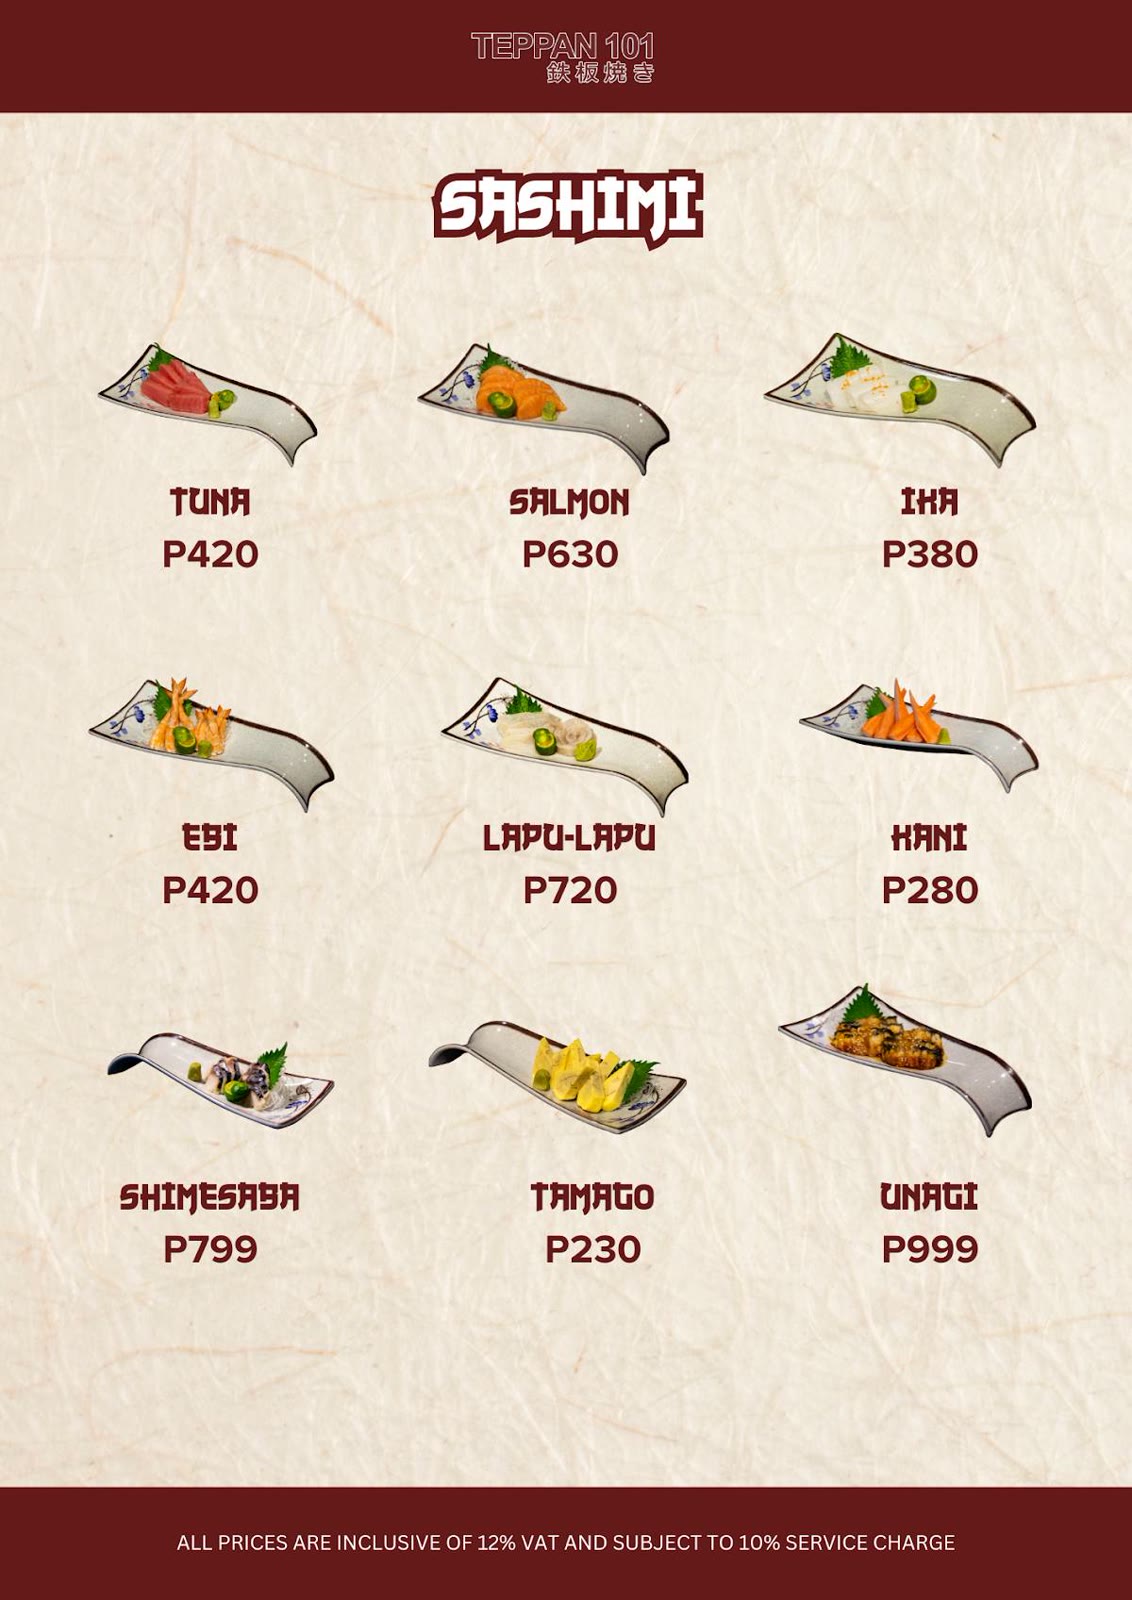 TEPPAN 101
鉄板焼き
SASHIMI
TUNA
P420
SALMON
P630
IKA
P380
EBI
P420
LAPU-LAPU
P720
KANI
P280
SHIMESABA
P799
TAMAGO
P230
UNAGI
P999
ALL PRICES ARE INCLUSIVE OF 12% VAT AND SUBJECT TO 10% SERVICE CHARGE